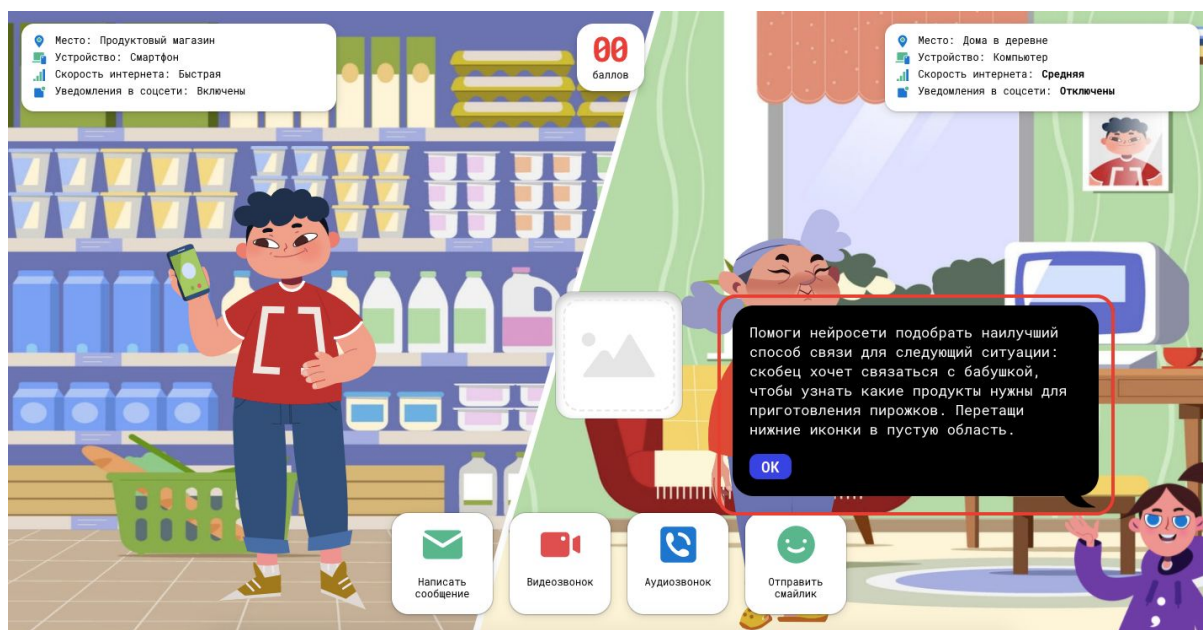 Место: Продуктовый магазин
Устройство: Смартфон
Скорость интернета: Быстрая
Уведомления в соцсети: Включены
00
баллов
Место: Дома в деревне
Устройство: Компьютер
Скорость интернета: Средняя
Уведомления в соцсети: Отключены
Помоги нейросети подобрать наилучший
способ связи для следующий ситуации:
скобец хочет связаться с бабушкой,
чтобы узнать какие продукты нужны для
приготовления пирожков. Перетащи
нижние иконки в пустую область.
ОК
Написать
сообщение
Видеозвонок
Аудиозвонок
Отправить
смайлик